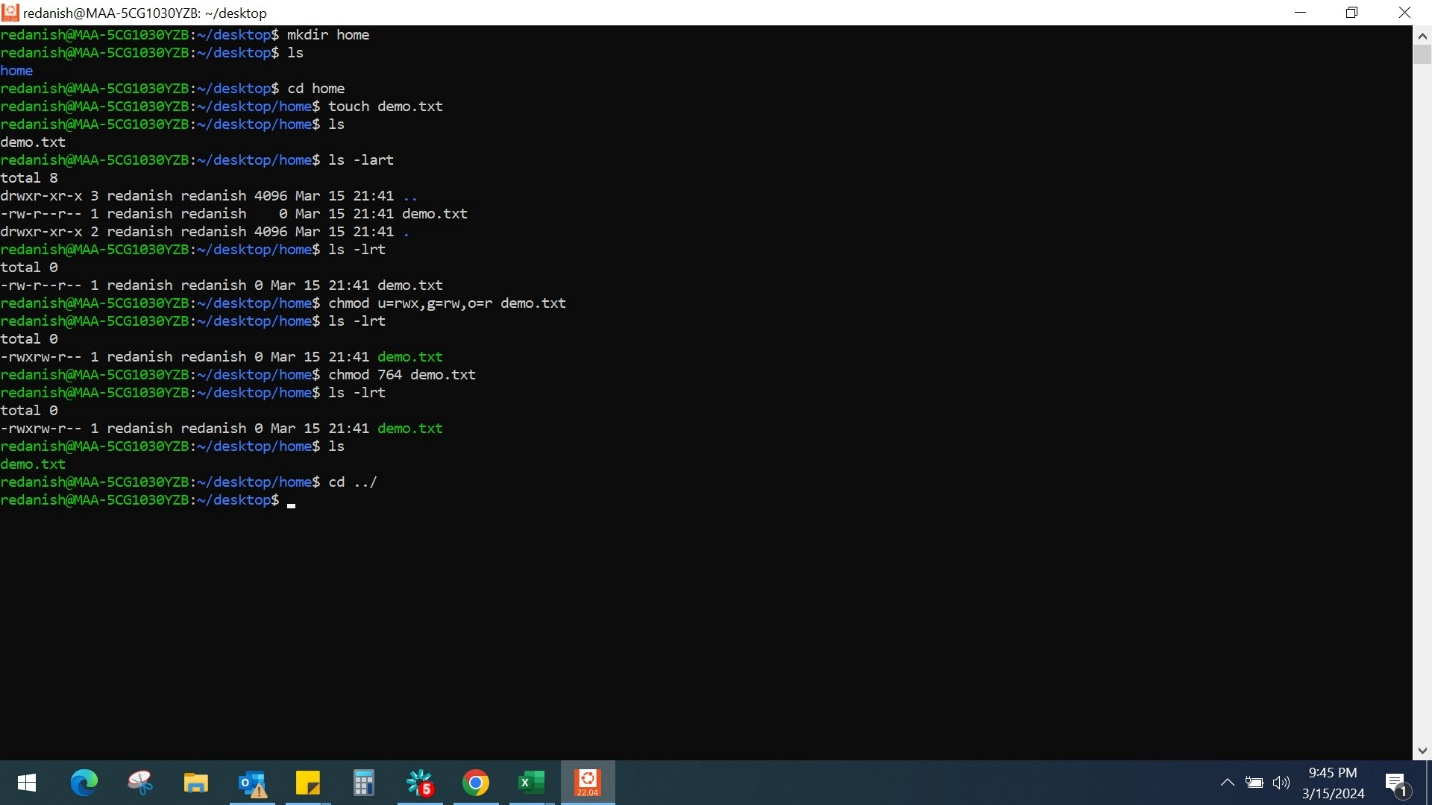 redanish@MAA-5CG1030YZB: ~/desktop
redanish@MAA-5CG1030YZB:~/desktop$ mkdir home
redanish@MAA-5CG1030YZB:~/desktop$ ls
home
redanish@MAA-5CG1030YZB:~/desktop$ cd home
redanish@MAA-5CG1030YZB:~/desktop/home$ touch demo.txt
redanish@MAA-5CG1030YZB:~/desktop/home$ ls
demo.txt
redanish@MAA-5CG1030YZB:~/desktop/home$ ls -lart
total 8
drwxr-xr-x 3 redanish redanish 4096 Mar 15 21:41 ..
-rw-r--r-- 1 redanish redanish    0 Mar 15 21:41 demo.txt
drwxr-xr-x 2 redanish redanish 4096 Mar 15 21:41 .
redanish@MAA-5CG1030YZB:~/desktop/home$ ls -lrt
total 0
-rw-r--r-- 1 redanish redanish 0 Mar 15 21:41 demo.txt
redanish@MAA-5CG1030YZB:~/desktop/home$ chmod u=rwx,g=rw,o=r demo.txt
redanish@MAA-5CG1030YZB:~/desktop/home$ ls -lrt
total 0
-rwxrw-r-- 1 redanish redanish 0 Mar 15 21:41 demo.txt
redanish@MAA-5CG1030YZB:~/desktop/home$ chmod 764 demo.txt
redanish@MAA-5CG1030YZB:~/desktop/home$ ls -lrt
total 0
-rwxrw-r-- 1 redanish redanish 0 Mar 15 21:41 demo.txt
redanish@MAA-5CG1030YZB:~/desktop/home$ ls
demo.txt
redanish@MAA-5CG1030YZB:~/desktop/home$ cd ../
redanish@MAA-5CG1030YZB:~/desktop$
5
22.04
9:45 PM
3/15/2024
1